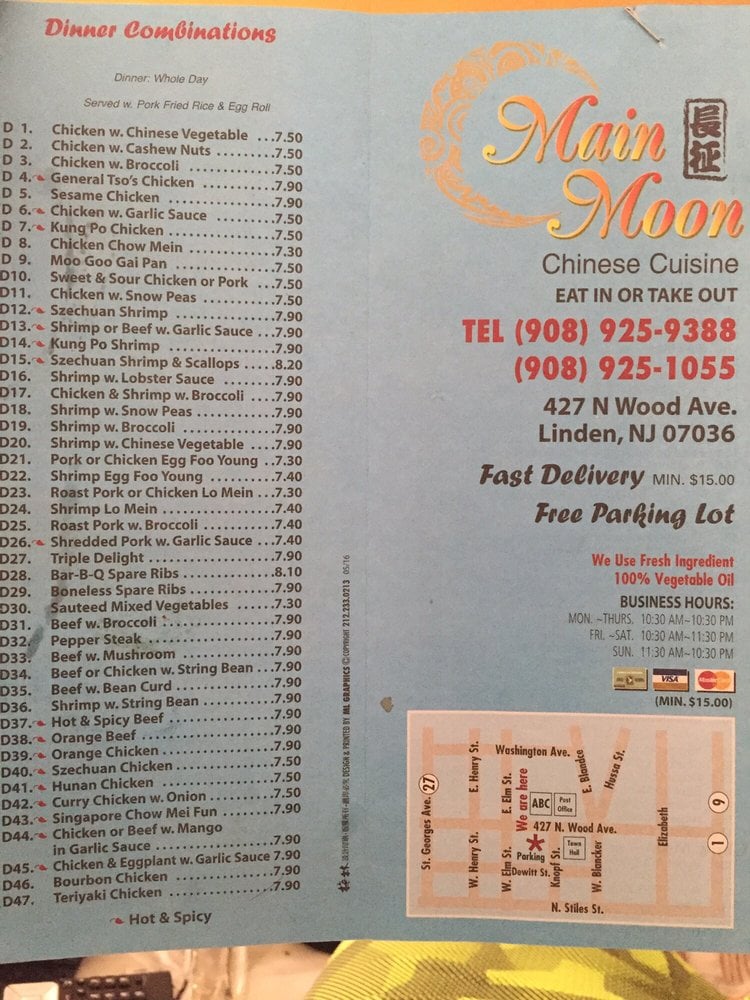 Dinner Combinations
Dinner: Whole Day
Served w. Pork Fried Rice & Egg Roll
D 1. Chicken w. Chinese Vegetable ...7.50
D 2. Chicken w. Cashew Nuts ........7.50
D 3. Chicken w. Broccoli ............7.50
D 4. General Tso's Chicken ..........7.90
D 5. Sesame Chicken ................7.90
D 6. Chicken w. Garlic Sauce ........7.50
D 7. Kung Po Chicken ...............7.50
D 8. Chicken Chow Mein ............7.30
D 9. Moo Goo Gai Pan ..............7.50
D10. Sweet & Sour Chicken or Pork ...7.50
D11. Chicken w. Snow Peas ..........7.50
D12. Szechuan Shrimp ..............7.90
D13. Shrimp or Beef w. Garlic Sauce ...7.90
D14. Kung Po Shrimp ...............7.90
D15. Szechuan Shrimp & Scallops .....8.20
D16. Shrimp w. Lobster Sauce ........7.90
D17. Chicken & Shrimp w. Broccoli ....7.90
D18. Shrimp w. Snow Peas ...........7.90
D19. Shrimp w. Broccoli .............7.90
D20. Shrimp w. Chinese Vegetable ....7.90
D21. Pork or Chicken Egg Foo Young ..7.30
D22. Shrimp Egg Foo Young .........7.40
D23. Roast Pork or Chicken Lo Mein ...7.30
D24. Shrimp Lo Mein ...............7.40
D25. Roast Pork w. Broccoli ..........7.40
D26. Shredded Pork w. Garlic Sauce ...7.40
D27. Triple Delight .................7.90
D28. Bar-B-Q Spare Ribs .............8.10
D29. Boneless Spare Ribs ............7.90
D30. Sauteed Mixed Vegetables ......7.30
D31. Beef w. Broccoli ...............7.90
D32. Pepper Steak .................7.90
D33. Beef w. Mushroom .............7.90
D34. Beef or Chicken w. String Bean ...7.90
D35. Beef w. Bean Curd .............7.90
D36. Shrimp w. String Bean ..........7.90
D37. Hot & Spicy Beef ..............7.90
D38. Orange Beef ..................7.90
D39. Orange Chicken ...............7.90
D40. Szechuan Chicken .............7.50
D41. Hunan Chicken ...............7.50
D42. Curry Chicken w. Onion .........7.50
D43. Singapore Chow Mei Fun .......7.90
D44. Chicken or Beef w. Mango
in Garlic Sauce ................7.90
D45. Chicken & Eggplant w. Garlic Sauce 7.90
D46. Bourbon Chicken ..............7.90
D47. Teriyaki Chicken ...............7.90
Hot & Spicy
DESIGN & PRINTED BY ML GRAPHICS © COPYRIGHT 212.233.0213 05/16
Main Moon
長征
Chinese Cuisine
EAT IN OR TAKE OUT
TEL (908) 925-9388
(908) 925-1055
427 N Wood Ave.
Linden, NJ 07036
Fast Delivery MIN. $15.00
Free Parking Lot
We Use Fresh Ingredient
100% Vegetable Oil
BUSINESS HOURS:
MON. ~THURS. 10:30 AM~10:30 PM
FRI. ~SAT. 10:30 AM~11:30 PM
SUN. 11:30 AM~10:30 PM
VISA MasterCard
(MIN. $15.00)
Washington Ave.
E. Henry St.
E. Elm St.
We are here
E. Blandce
Hussa St.
St. Georges Ave. 27
ABC
Post Office
427 N. Wood Ave.
Elizabeth
1 9
W. Henry St.
W. Elm St.
Parking
Dewitt St.
Knopf St.
Town Hall
W. Blancker
N. Stiles St.